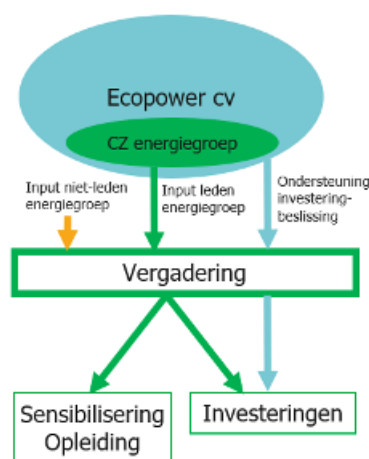 Ecopower cv
CZ energiegroep
Input niet-leden
energiegroep
Input leden
energiegroep
Ondersteuning
investering-
beslissing
Vergadering
Sensibilisering
Opleiding
Investeringen